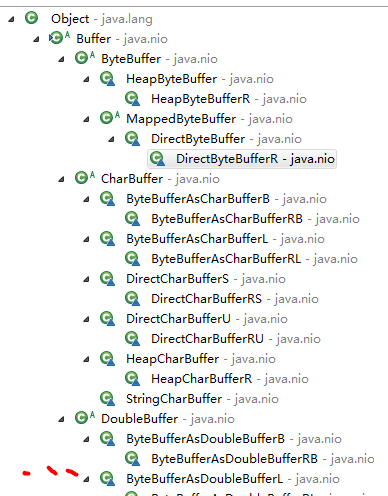 Object - java.lang
Buffer - java.nio
A ByteBuffer - java.nio
HeapByteBuffer - java.nio
HeapByteBufferR - java.nio
A MappedByteBuffer - java.nio
DirectByteBuffer - java.nio
DirectByteBufferR - java.nio
A CharBuffer - java.nio
ByteBufferAsCharBufferB - java.nio
ByteBufferAsCharBufferRB - java.nio
ByteBufferAsCharBufferL - java.nio
ByteBufferAsCharBufferRL - java.nio
DirectCharBufferS - java.nio
DirectCharBufferRS - java.nio
DirectCharBufferU - java.nio
DirectCharBufferRU - java.nio
HeapCharBuffer - java.nio
HeapCharBufferR - java.nio
StringCharBuffer - java.nio
A DoubleBuffer - java.nio
ByteBufferAsDoubleBufferB - java.nio
ByteBufferAsDoubleBufferRB - java.nio
ByteBufferAsDoubleBufferL - java.nio